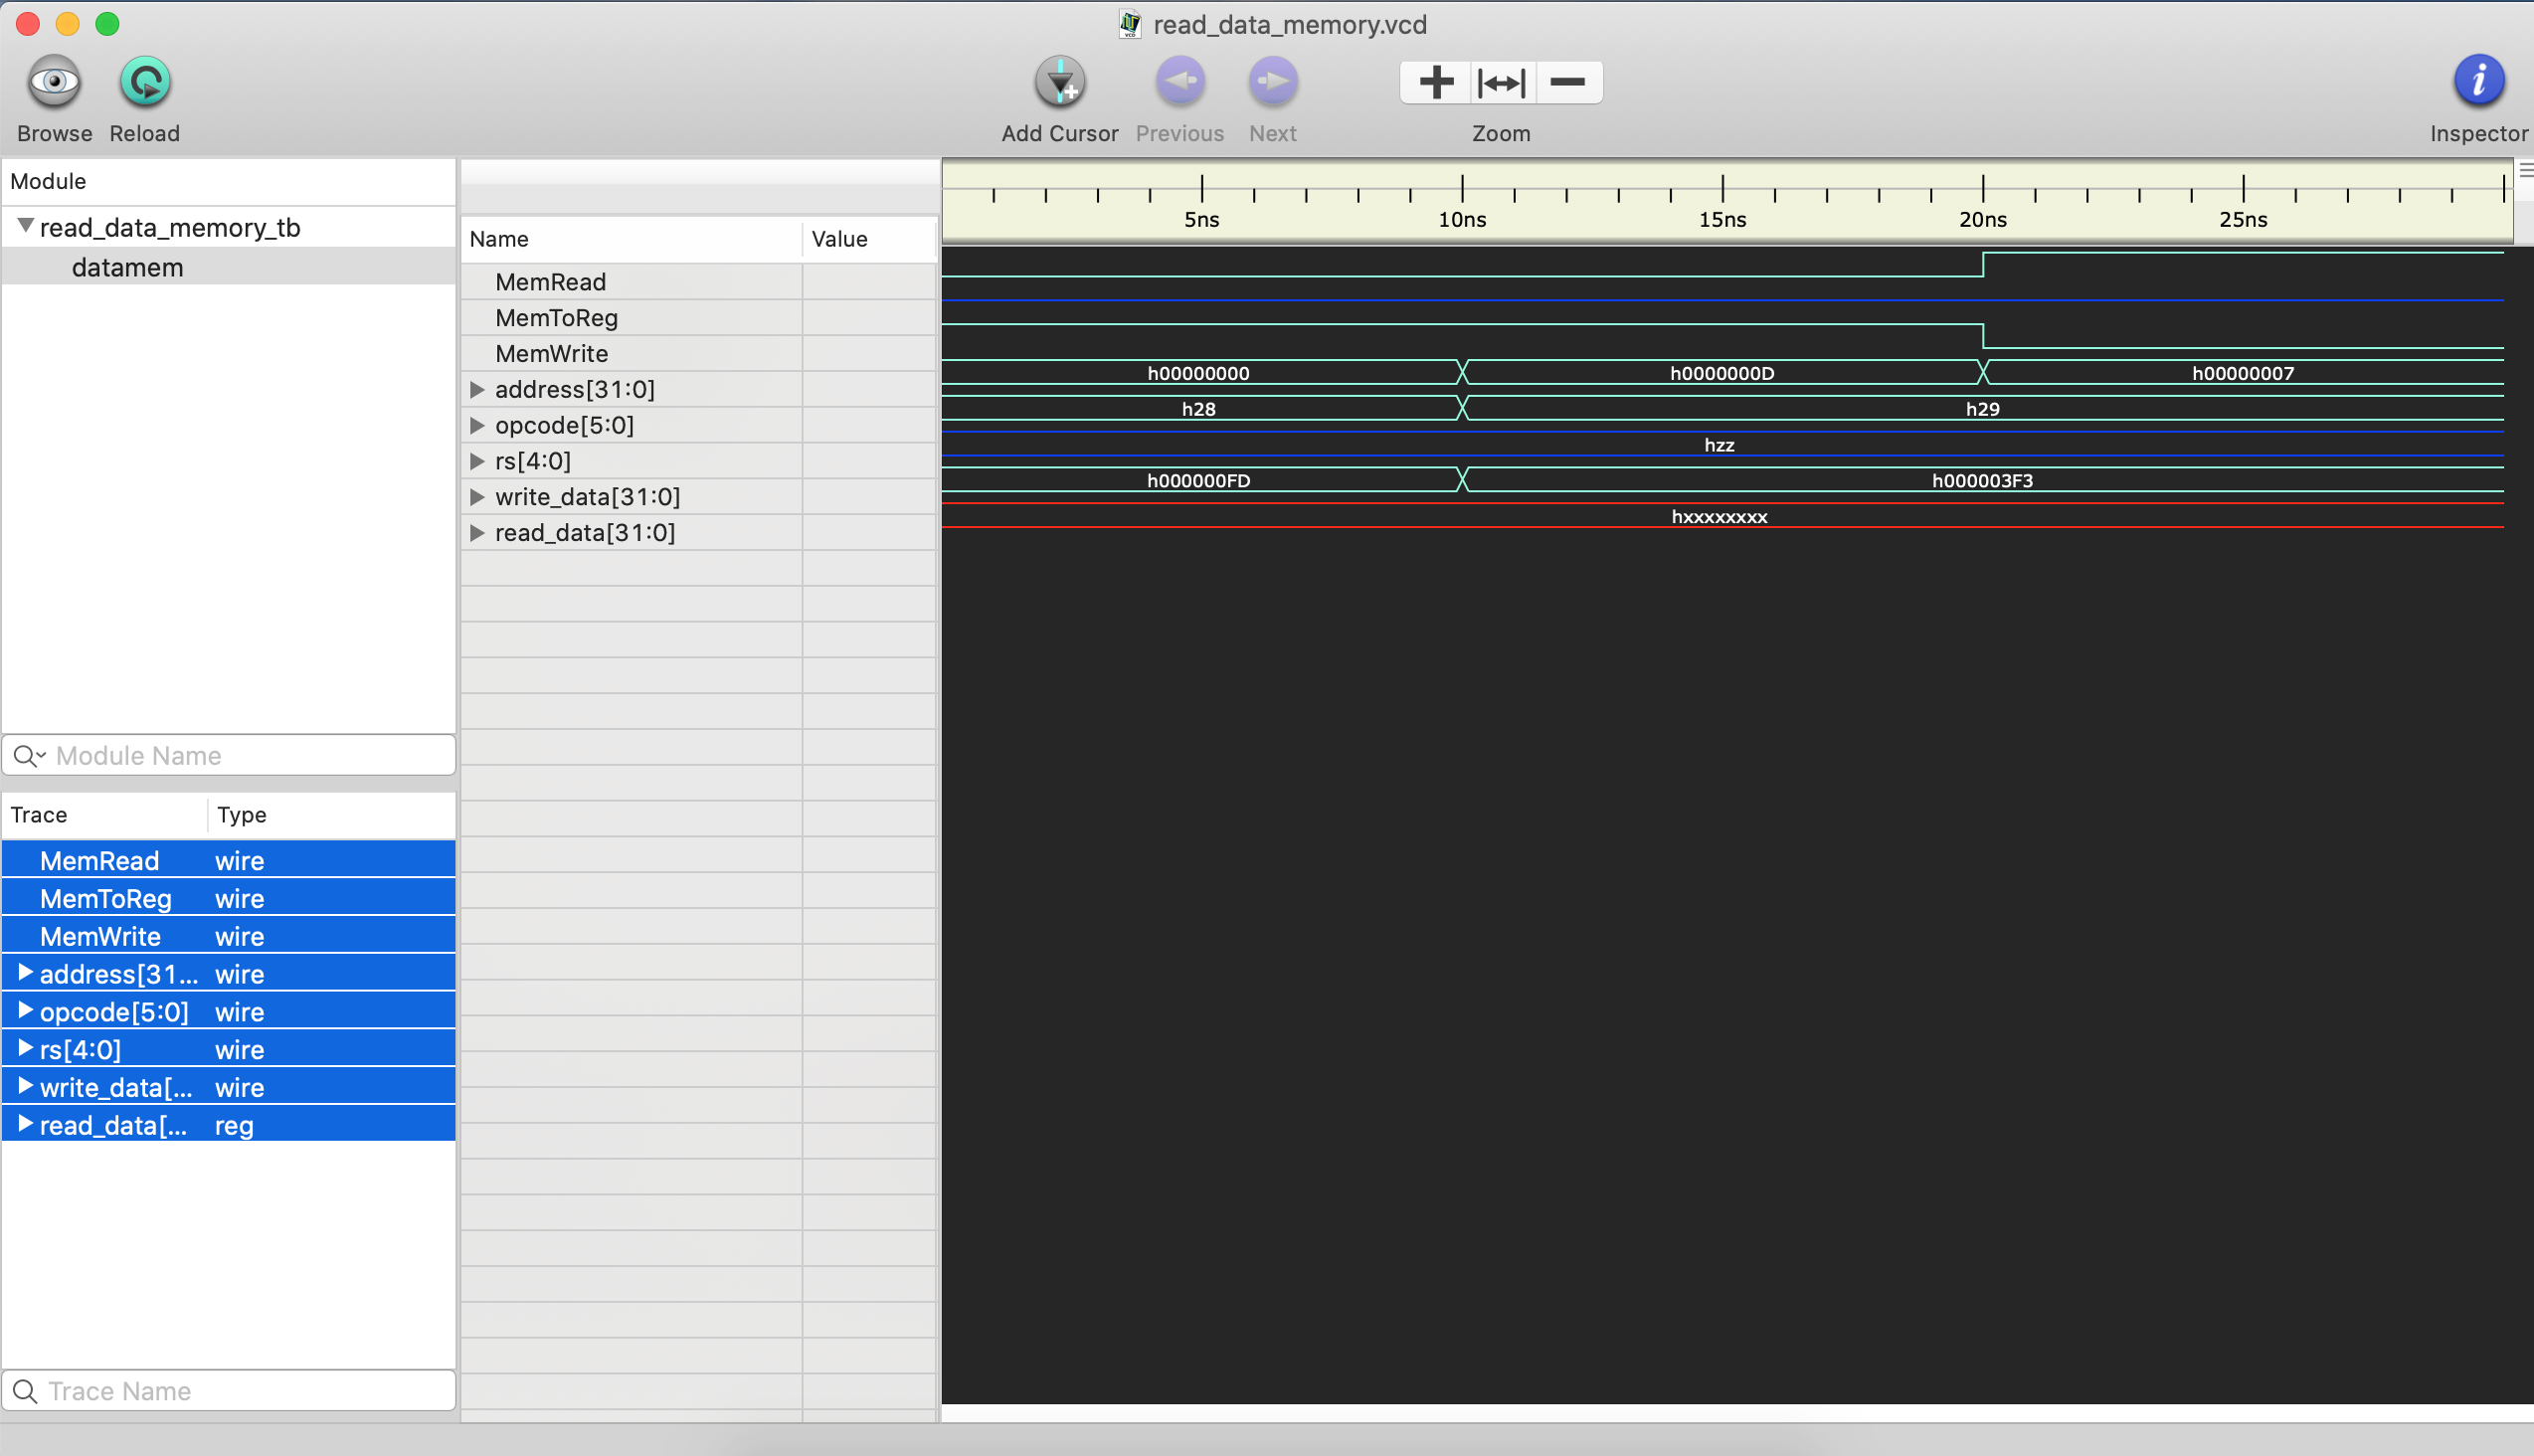 read_data_memory.vcd
Browse
Reload
Add Cursor
Previous
Next
Zoom
Inspector
Module
read_data_memory_tb
datamem
Module Name
Trace Type
MemRead wire
MemToReg wire
MemWrite wire
address[31... wire
opcode[5:0] wire
rs[4:0] wire
write_data[... wire
read_data[... reg
Trace Name
Name Value
MemRead
MemToReg
MemWrite
address[31:0]
opcode[5:0]
rs[4:0]
write_data[31:0]
read_data[31:0]
5ns 10ns 15ns 20ns 25ns
h00000000 h0000000D h00000007
h28 h29
hzz
h000000FD h000003F3
hxxxxxxxx